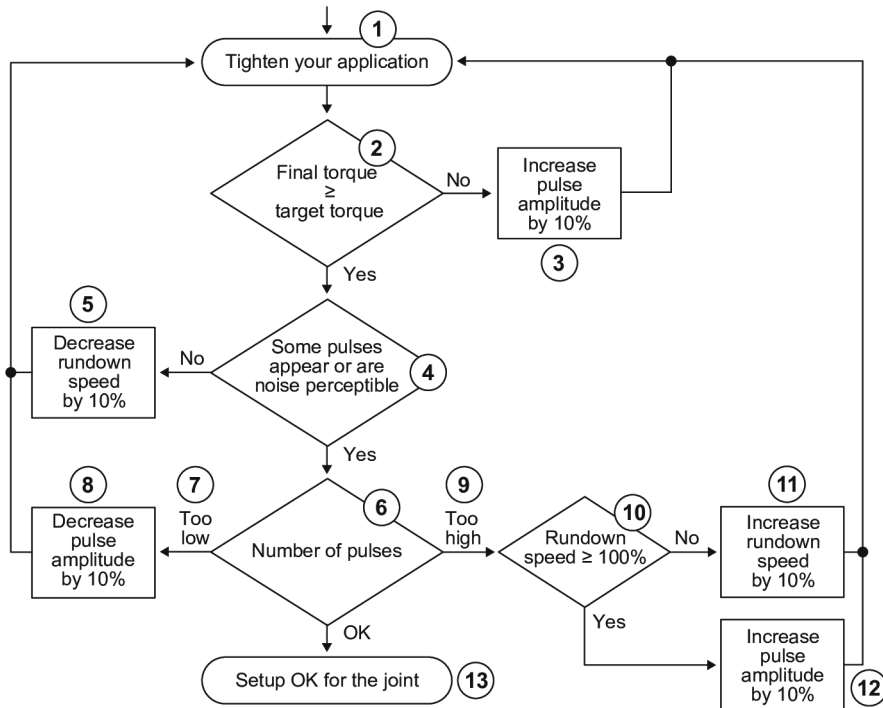 1
Tighten your application
2
Final torque
≥
target torque
No
Increase
pulse
amplitude
by 10%
3
Yes
5
Decrease
rundown
speed
by 10%
No
Some pulses
appear or are
noise perceptible
4
Yes
8
Decrease
pulse
amplitude
by 10%
7
Too
low
6
Number of pulses
9
Too
high
10
Rundown
speed ≥ 100%
No
11
Increase
rundown
speed
by 10%
Yes
Increase
pulse
amplitude
by 10%
12
OK
Setup OK for the joint
13